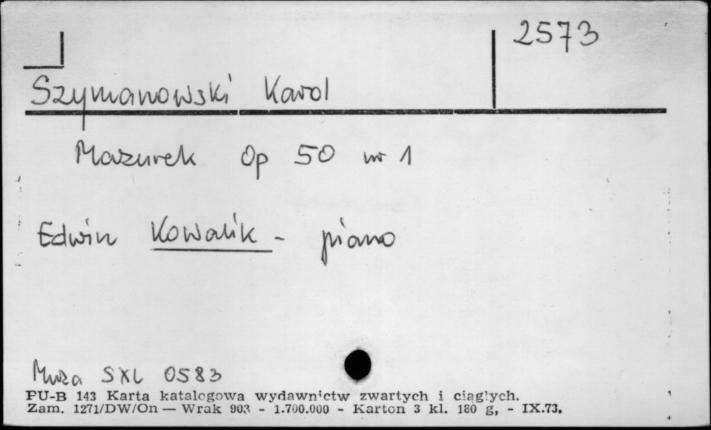 2573
Szymanowski Karol
Mazurek Op 50 nr 1
Edwin Kowalik - piano
Muza SXL 0583
PU-B 143 Karta katalogowa wydawnictw zwartych i ciągłych.
Zam. 1271/DW/On — Wrak 903 - 1.700.000 - Karton 3 kl. 180 g, - IX.73.